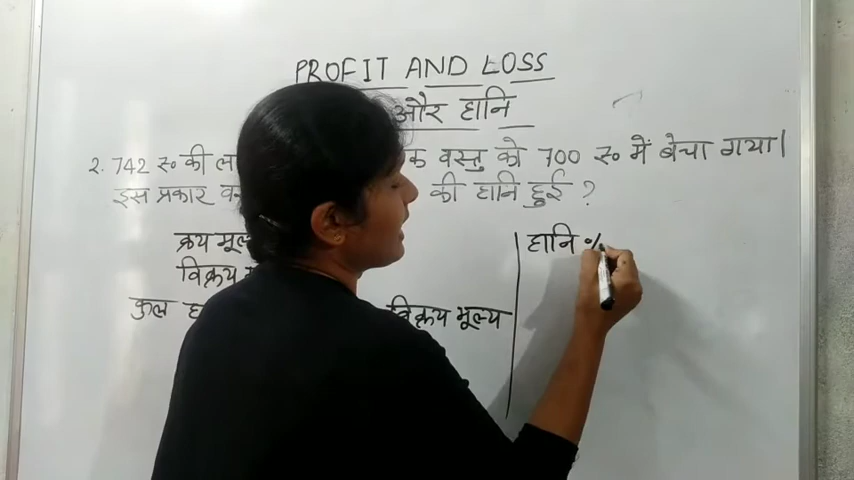 PROFIT AND LOSS
और हानि
2. 742 रु० की ला क वस्तु को 700 रु० में बेचा गया।
इस प्रकार की हानि हुई ?
क्रय मूल हानि %
विक्रय
कुल विक्रय मूल्य